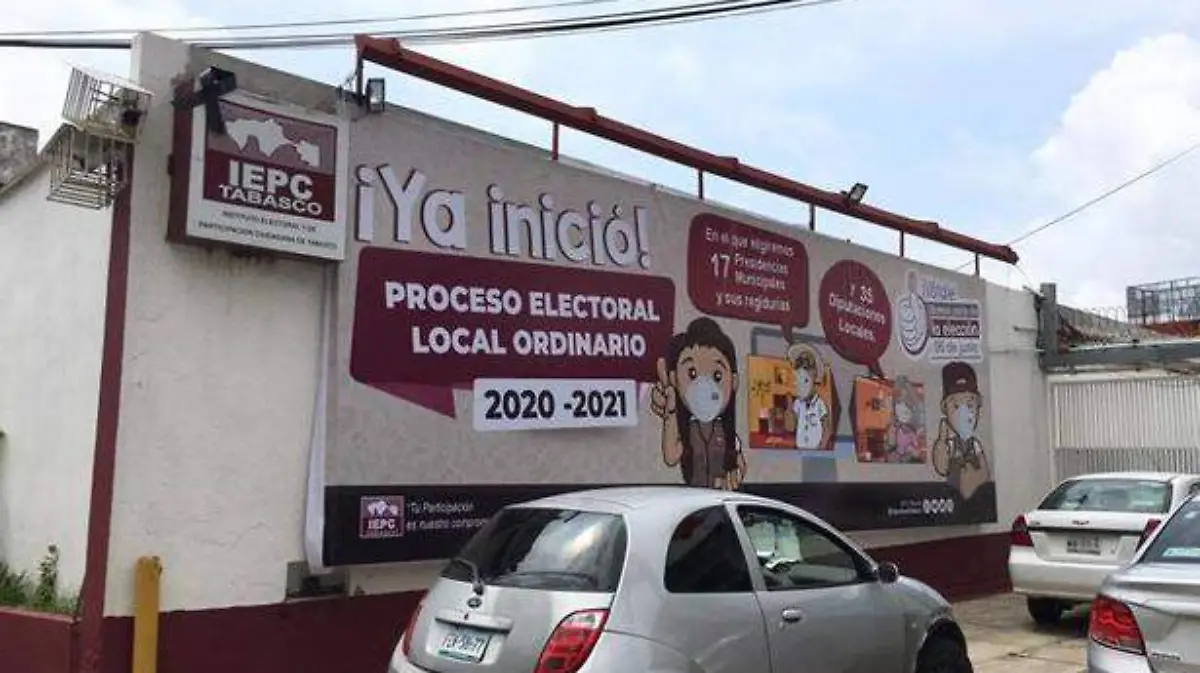 IEPC
TABASCO
INSTITUTO ELECTORAL Y DE
PARTICIPACIÓN CIUDADANA DE TABASCO
¡Ya inició!
PROCESO ELECTORAL
LOCAL ORDINARIO
2020 -2021
En el que elegiremos
17 Presidencias
Municipales
y sus regidurías
y 35
Diputaciones
Locales.
la elección
06 de junio
IEPC
TABASCO
"Tu Participación
es nuestro compromiso